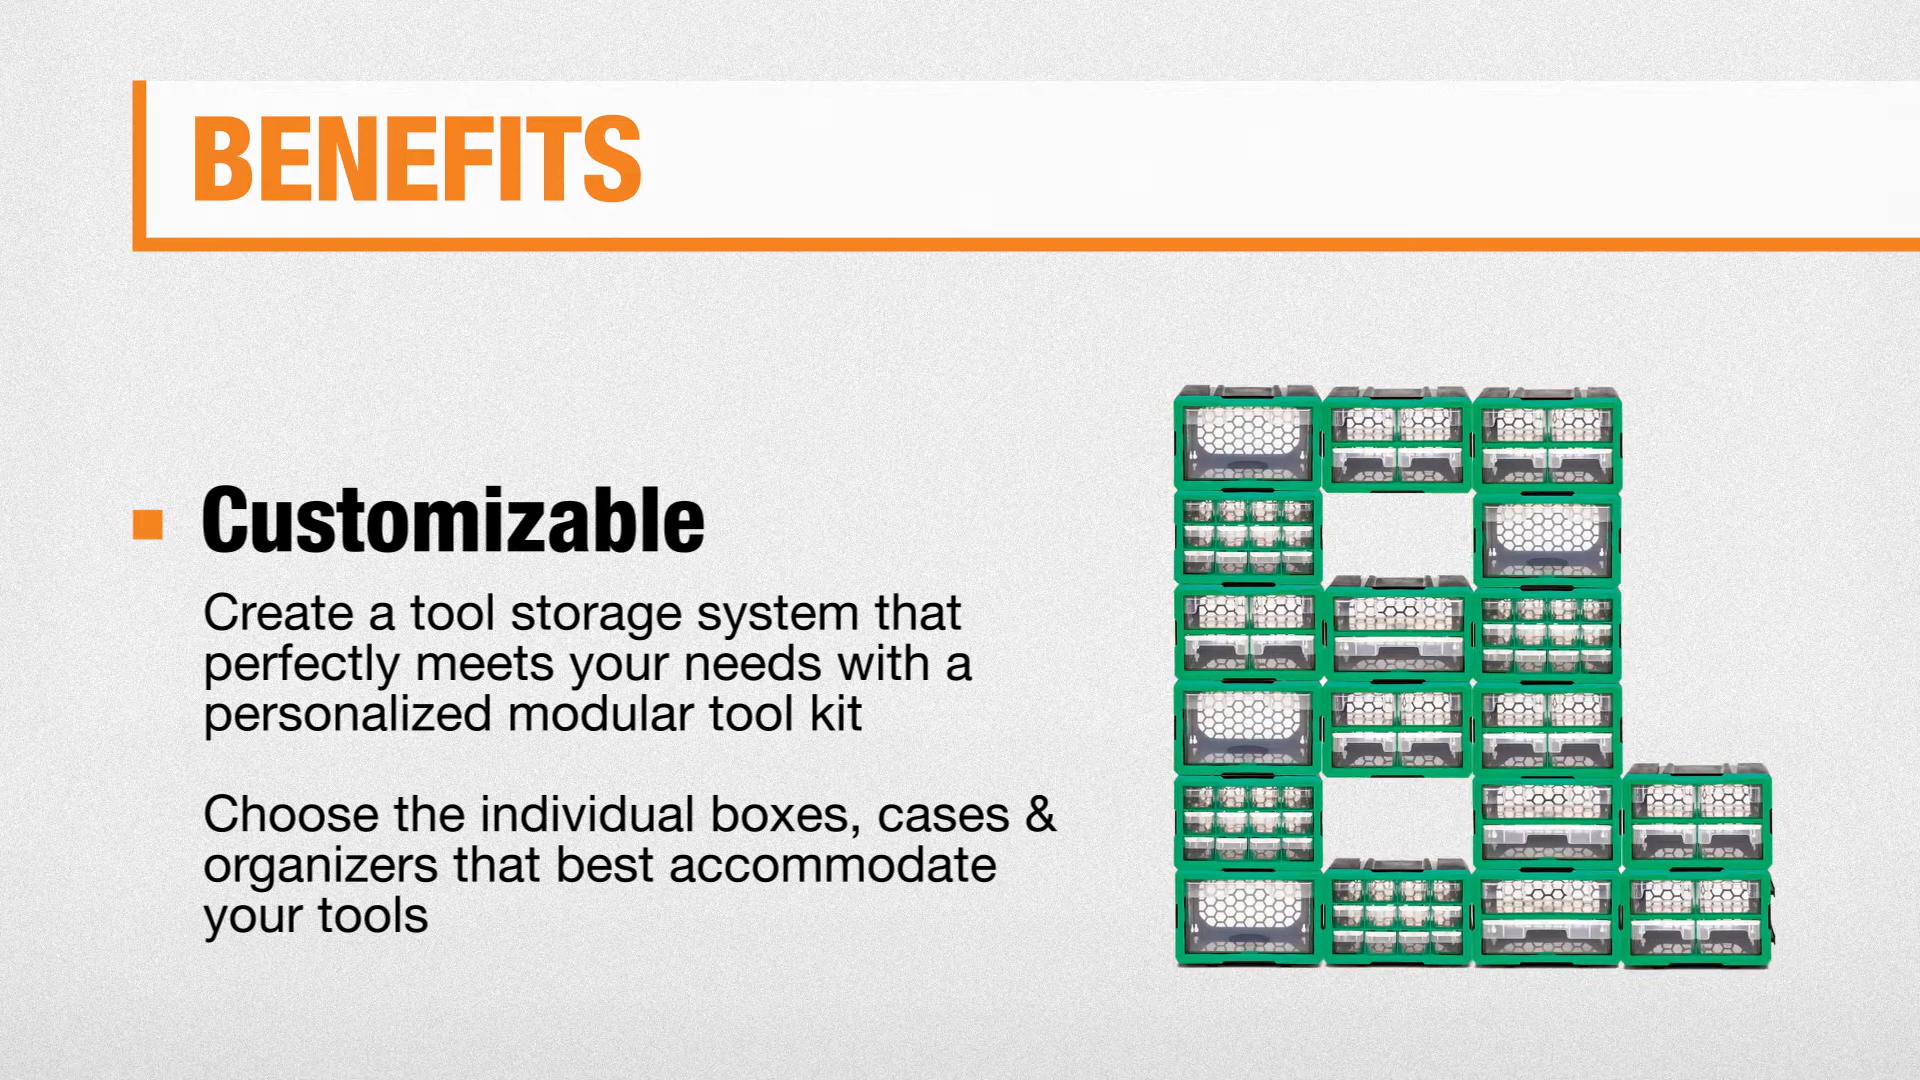 BENEFITS
Customizable
Create a tool storage system that
perfectly meets your needs with a
personalized modular tool kit
Choose the individual boxes, cases &
organizers that best accommodate
your tools